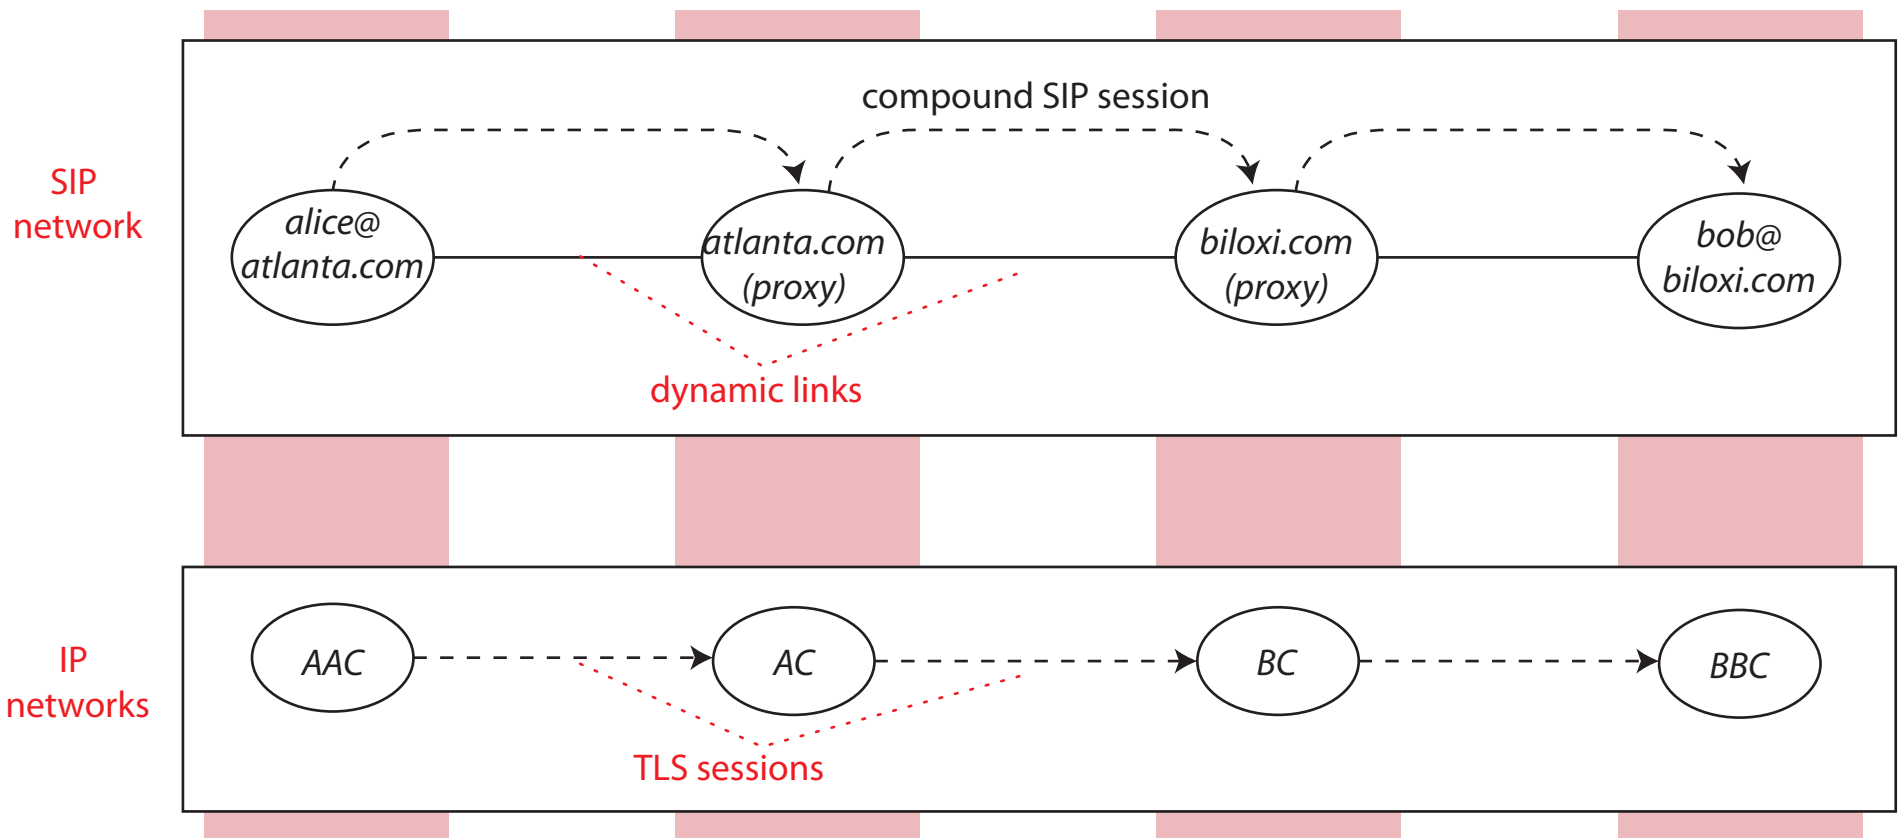 compound SIP session
SIP
network
alice@
atlanta.com
atlanta.com
(proxy)
biloxi.com
(proxy)
bob@
biloxi.com
dynamic links
IP
networks
AAC
AC
BC
BBC
TLS sessions